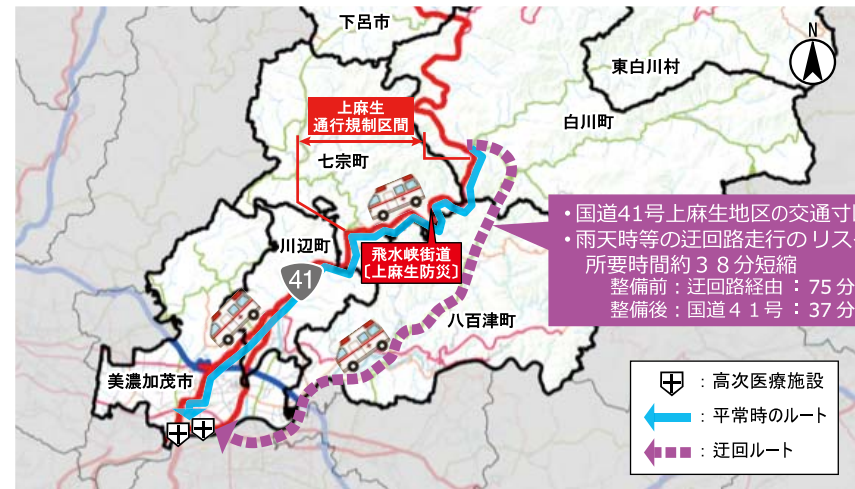 下呂市
N
東白川村
白川町
上麻生
通行規制区間
七宗町
川辺町
飛水峡街道
〔上麻生防災〕
41
八百津町
美濃加茂市
・国道41号上麻生地区の交通寸
・雨天時等の迂回路走行のリス
所要時間約３８分短縮
整備前：迂回路経由：75分
整備後：国道４１号：37分
：高次医療施設
：平常時のルート
：迂回ルート